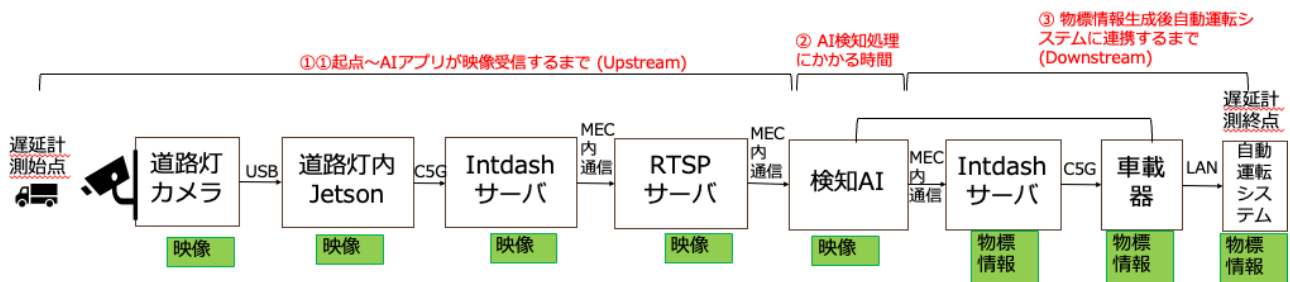 ③ 物標情報生成後自動運転シ
ステムに連携するまで
(Downstream)
② AI検知処理
にかかる時間
①①起点～AIアプリが映像受信するまで (Upstream)
遅延計
測始点
道路灯
カメラ
USB
道路灯内
Jetson
C5G
Intdash
サーバ
MEC
内
通信
RTSP
サーバ
MEC
内
通信
検知AI
MEC
内
通信
Intdash
サーバ
C5G
車載
器
LAN
遅延計
測終点
自動
運転
シス
テム
映像
映像
映像
映像
映像
物標
情報
物標
情報
物標
情報